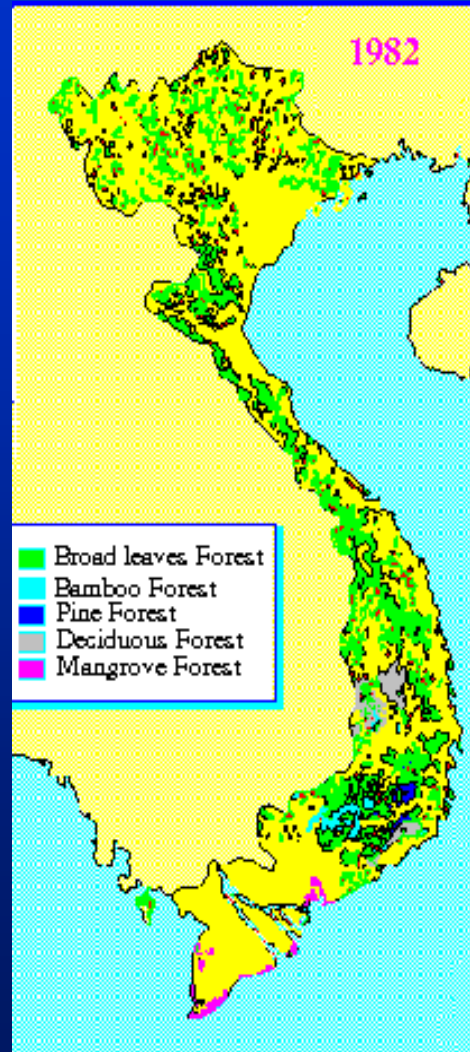 1982
Broad leaves Forest
Bamboo Forest
Pine Forest
Deciduous Forest
Mangrove Forest